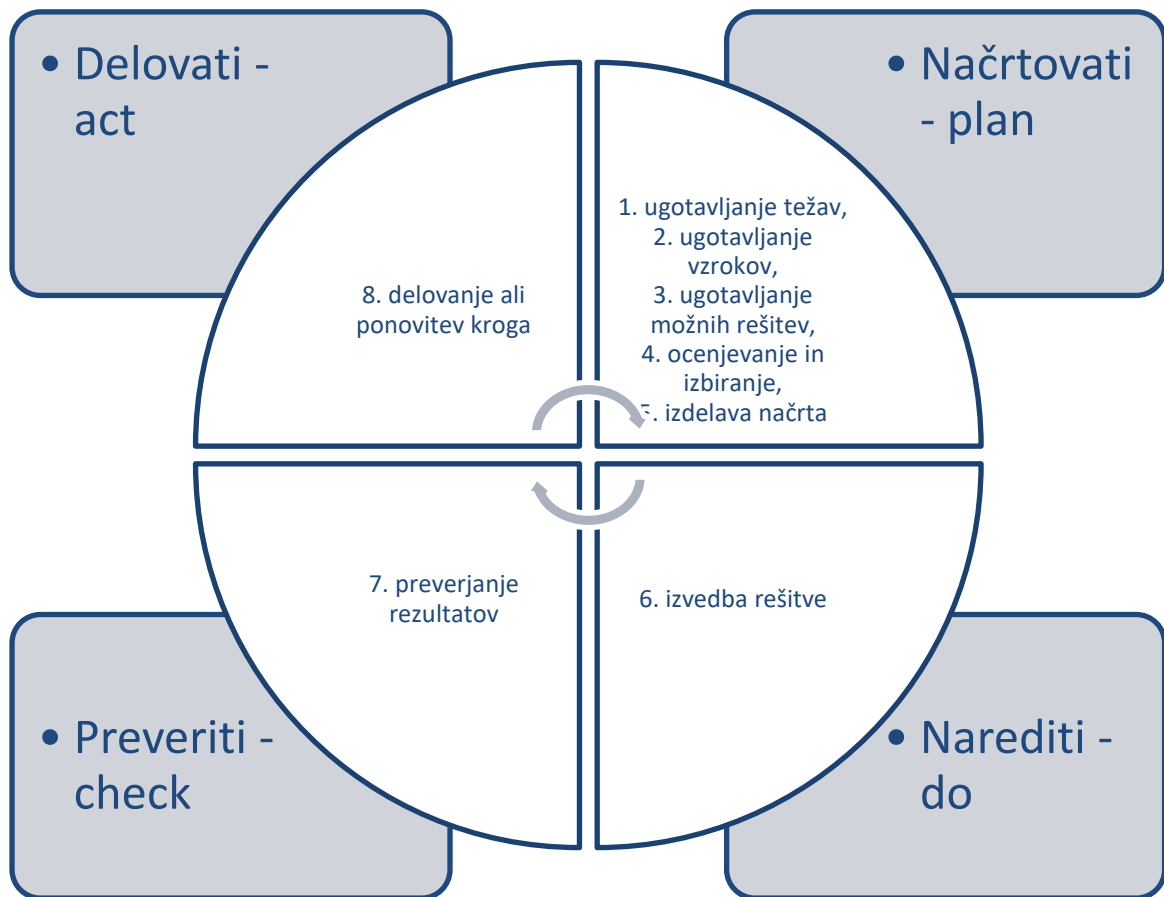 • Delovati -
act
• Načrtovati
- plan
8. delovanje ali
ponovitev kroga
1. ugotavljanje težav,
2. ugotavljanje
vzrokov,
3. ugotavljanje
možnih rešitev,
4. ocenjevanje in
izbiranje,
5. izdelava načrta
7. preverjanje
rezultatov
6. izvedba rešitve
• Preveriti -
check
• Narediti -
do